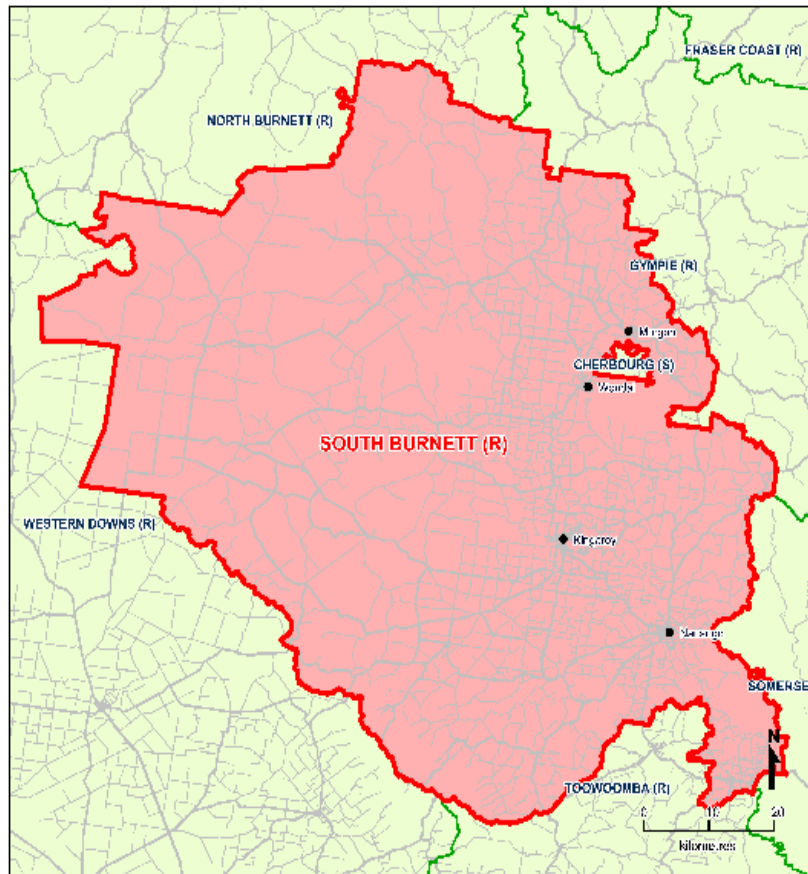 FRASER COAST (R)
NORTH BURNETT (R)
GYMPIE (R)
Murgon
CHERBOURG (S)
Wondai
SOUTH BURNETT (R)
WESTERN DOWNS (R)
Kingaroy
Nanango
SOMERSE
N
TOOWOOMBA (R)
0 10 20
kilometres